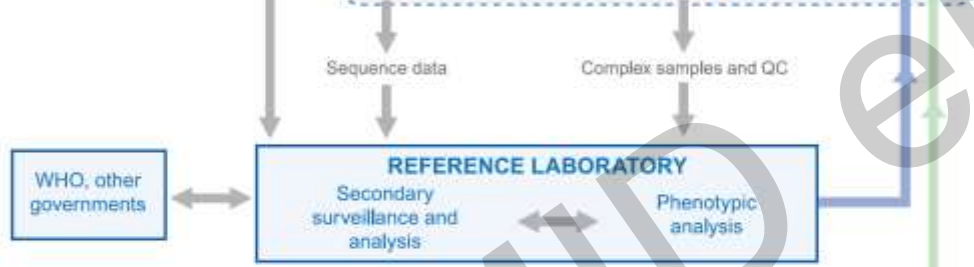 Sequence data
Complex samples and QC
REFERENCE LABORATORY
WHO, other
governments
Secondary
surveillance and
analysis
Phenotypic
analysis